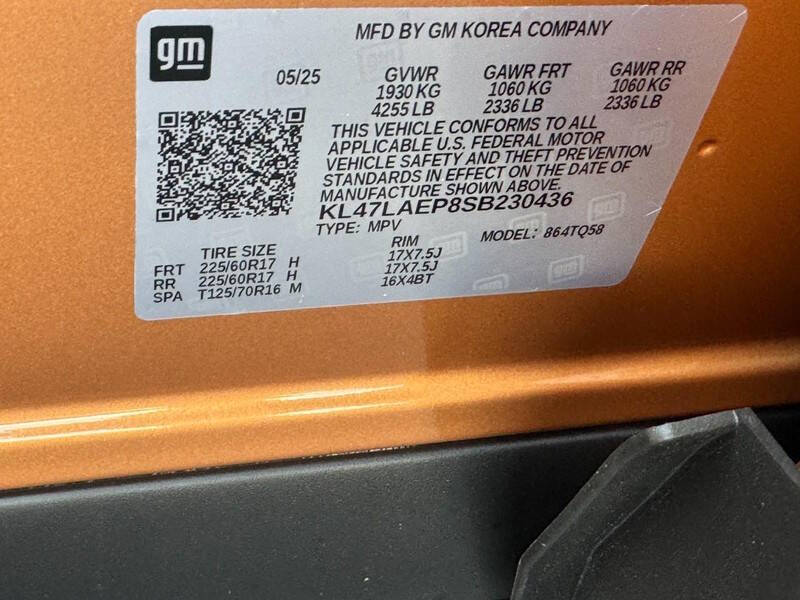 gm
MFD BY GM KOREA COMPANY
05/25 GVWR GAWR FRT GAWR RR
1930 KG 1060 KG 1060 KG
4255 LB 2336 LB 2336 LB
THIS VEHICLE CONFORMS TO ALL
APPLICABLE U.S. FEDERAL MOTOR
VEHICLE SAFETY AND THEFT PREVENTION
STANDARDS IN EFFECT ON THE DATE OF
MANUFACTURE SHOWN ABOVE.
KL47LAEP8SB230436
TYPE: MPV MODEL: 864TQ58
TIRE SIZE RIM
FRT 225/60R17 H 17X7.5J
RR 225/60R17 H 17X7.5J
SPA T125/70R16 M 16X4BT